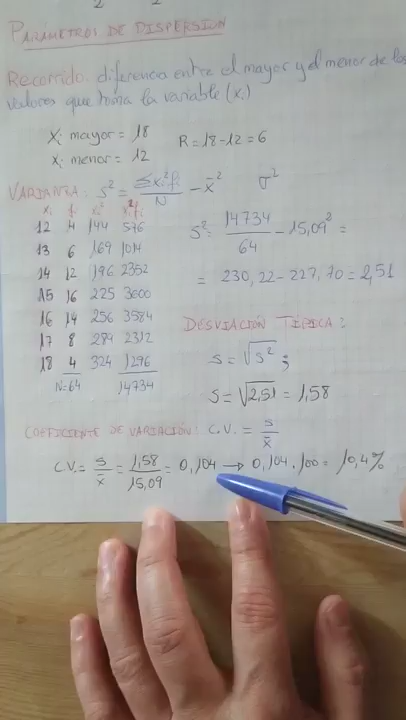 2 2
PARÁMETROS DE DISPERSIÓN
Recorrido: diferencia entre el mayor y el menor de los
valores que toma la variable (xi)
Xi mayor = 18
Xi menor = 12
R = 18-12 = 6
VARIANZA: S² = Σxi²fi / N - x̄² σ²
xi fi xi² xi²fi
12 4 144 576
13 6 169 1014
14 12 196 2352
15 16 225 3600
16 14 256 3584
17 8 289 2312
18 4 324 1296
N=64 14734
S² = 14734 / 64 - 15,09² =
= 230,22 - 227,70 = 2,51
DESVIACIÓN TÍPICA:
S = √S² ;
S = √2,51 = 1,58
COEFICIENTE DE VARIACIÓN: C.V. = S / x̄
C.V. = S / x̄ = 1,58 / 15,09 = 0,104 → 0,104.100 = 10,4%